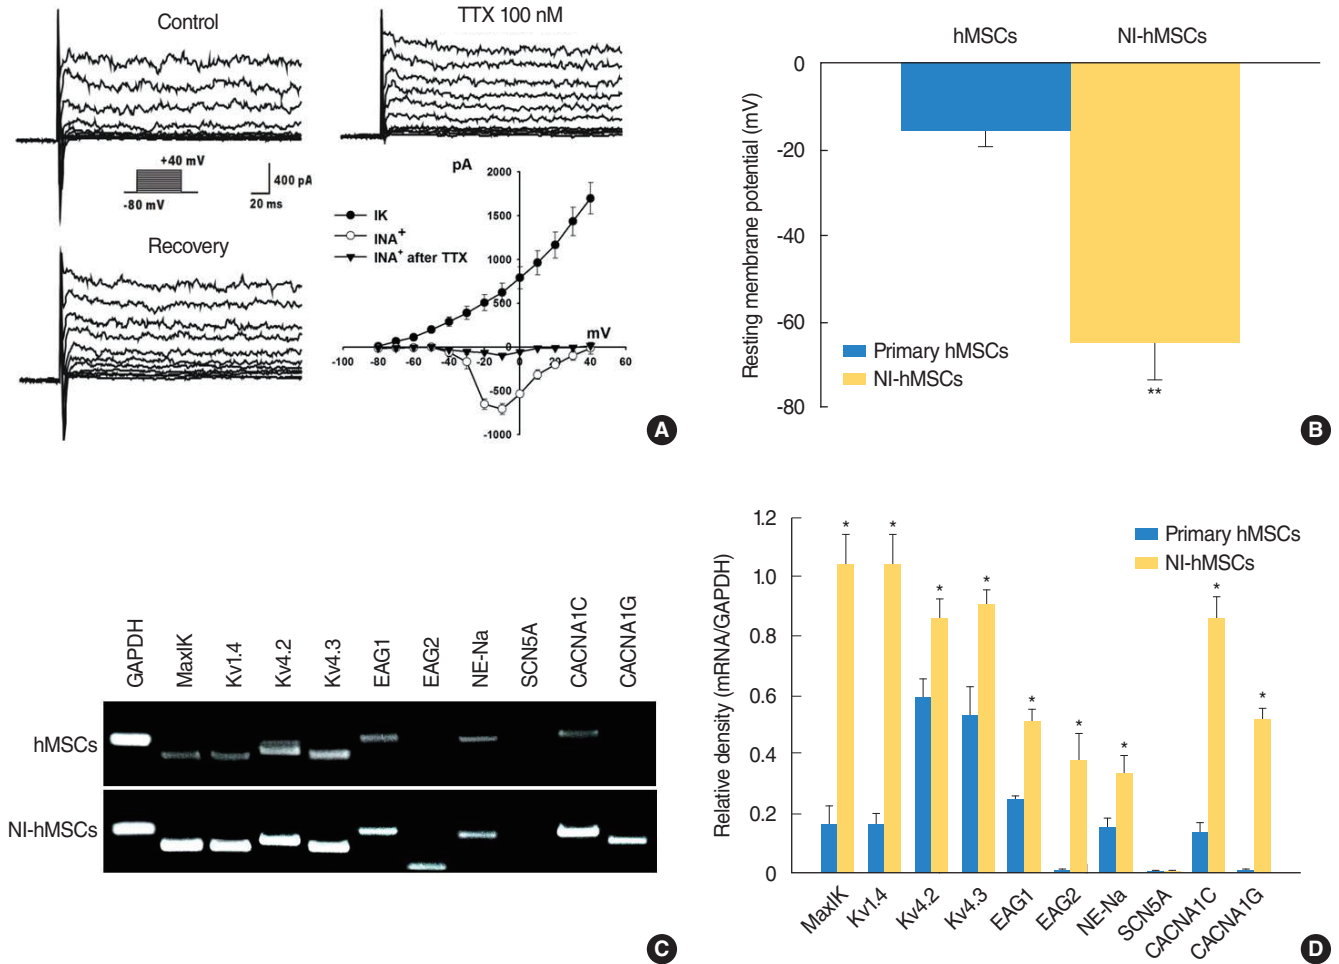 Control
TTX 100 nM
+40 mV
-80 mV
400 pA
20 ms
Recovery
pA
2000
1500
1000
500
0
-500
-1000
IK
INA+
INA+ after TTX
mV
-100 -80 -60 -40 -20 0 20 40 60
A
hMSCs NI-hMSCs
Resting membrane potential (mV)
0
-20
-40
-60
-80
Primary hMSCs
NI-hMSCs
**
B
GAPDH MaxIK Kv1.4 Kv4.2 Kv4.3 EAG1 EAG2 NE-Na SCN5A CACNA1C CACNA1G
hMSCs
NI-hMSCs
C
Relative density (mRNA/GAPDH)
1.2
1.0
0.8
0.6
0.4
0.2
0
Primary hMSCs
NI-hMSCs
* * * * * * * * *
MaxIK Kv1.4 Kv4.2 Kv4.3 EAG1 EAG2 NE-Na SCN5A CACNA1C CACNA1G
D